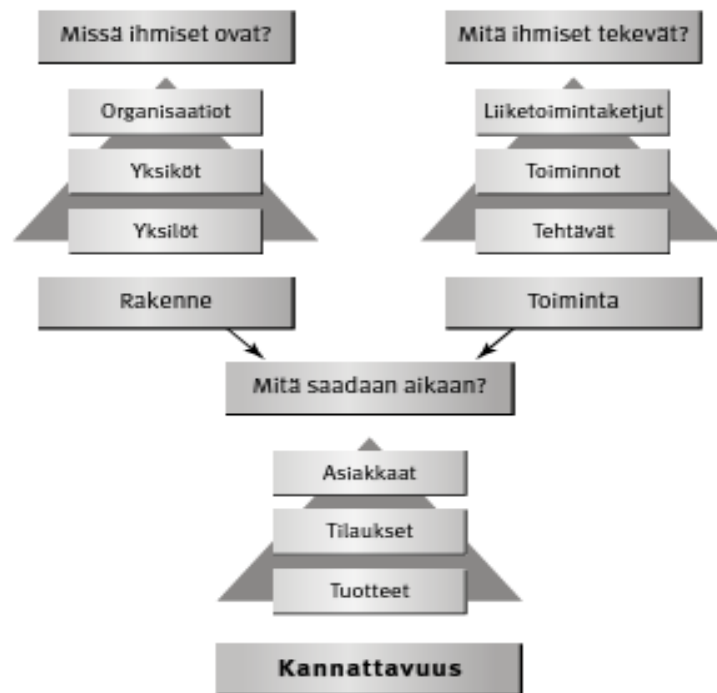 Missä ihmiset ovat?
Mitä ihmiset tekevät?
Organisaatiot
Yksiköt
Yksilöt
Liiketoimintaketjut
Toiminnot
Tehtävät
Rakenne
Toiminta
Mitä saadaan aikaan?
Asiakkaat
Tilaukset
Tuotteet
Kannattavuus